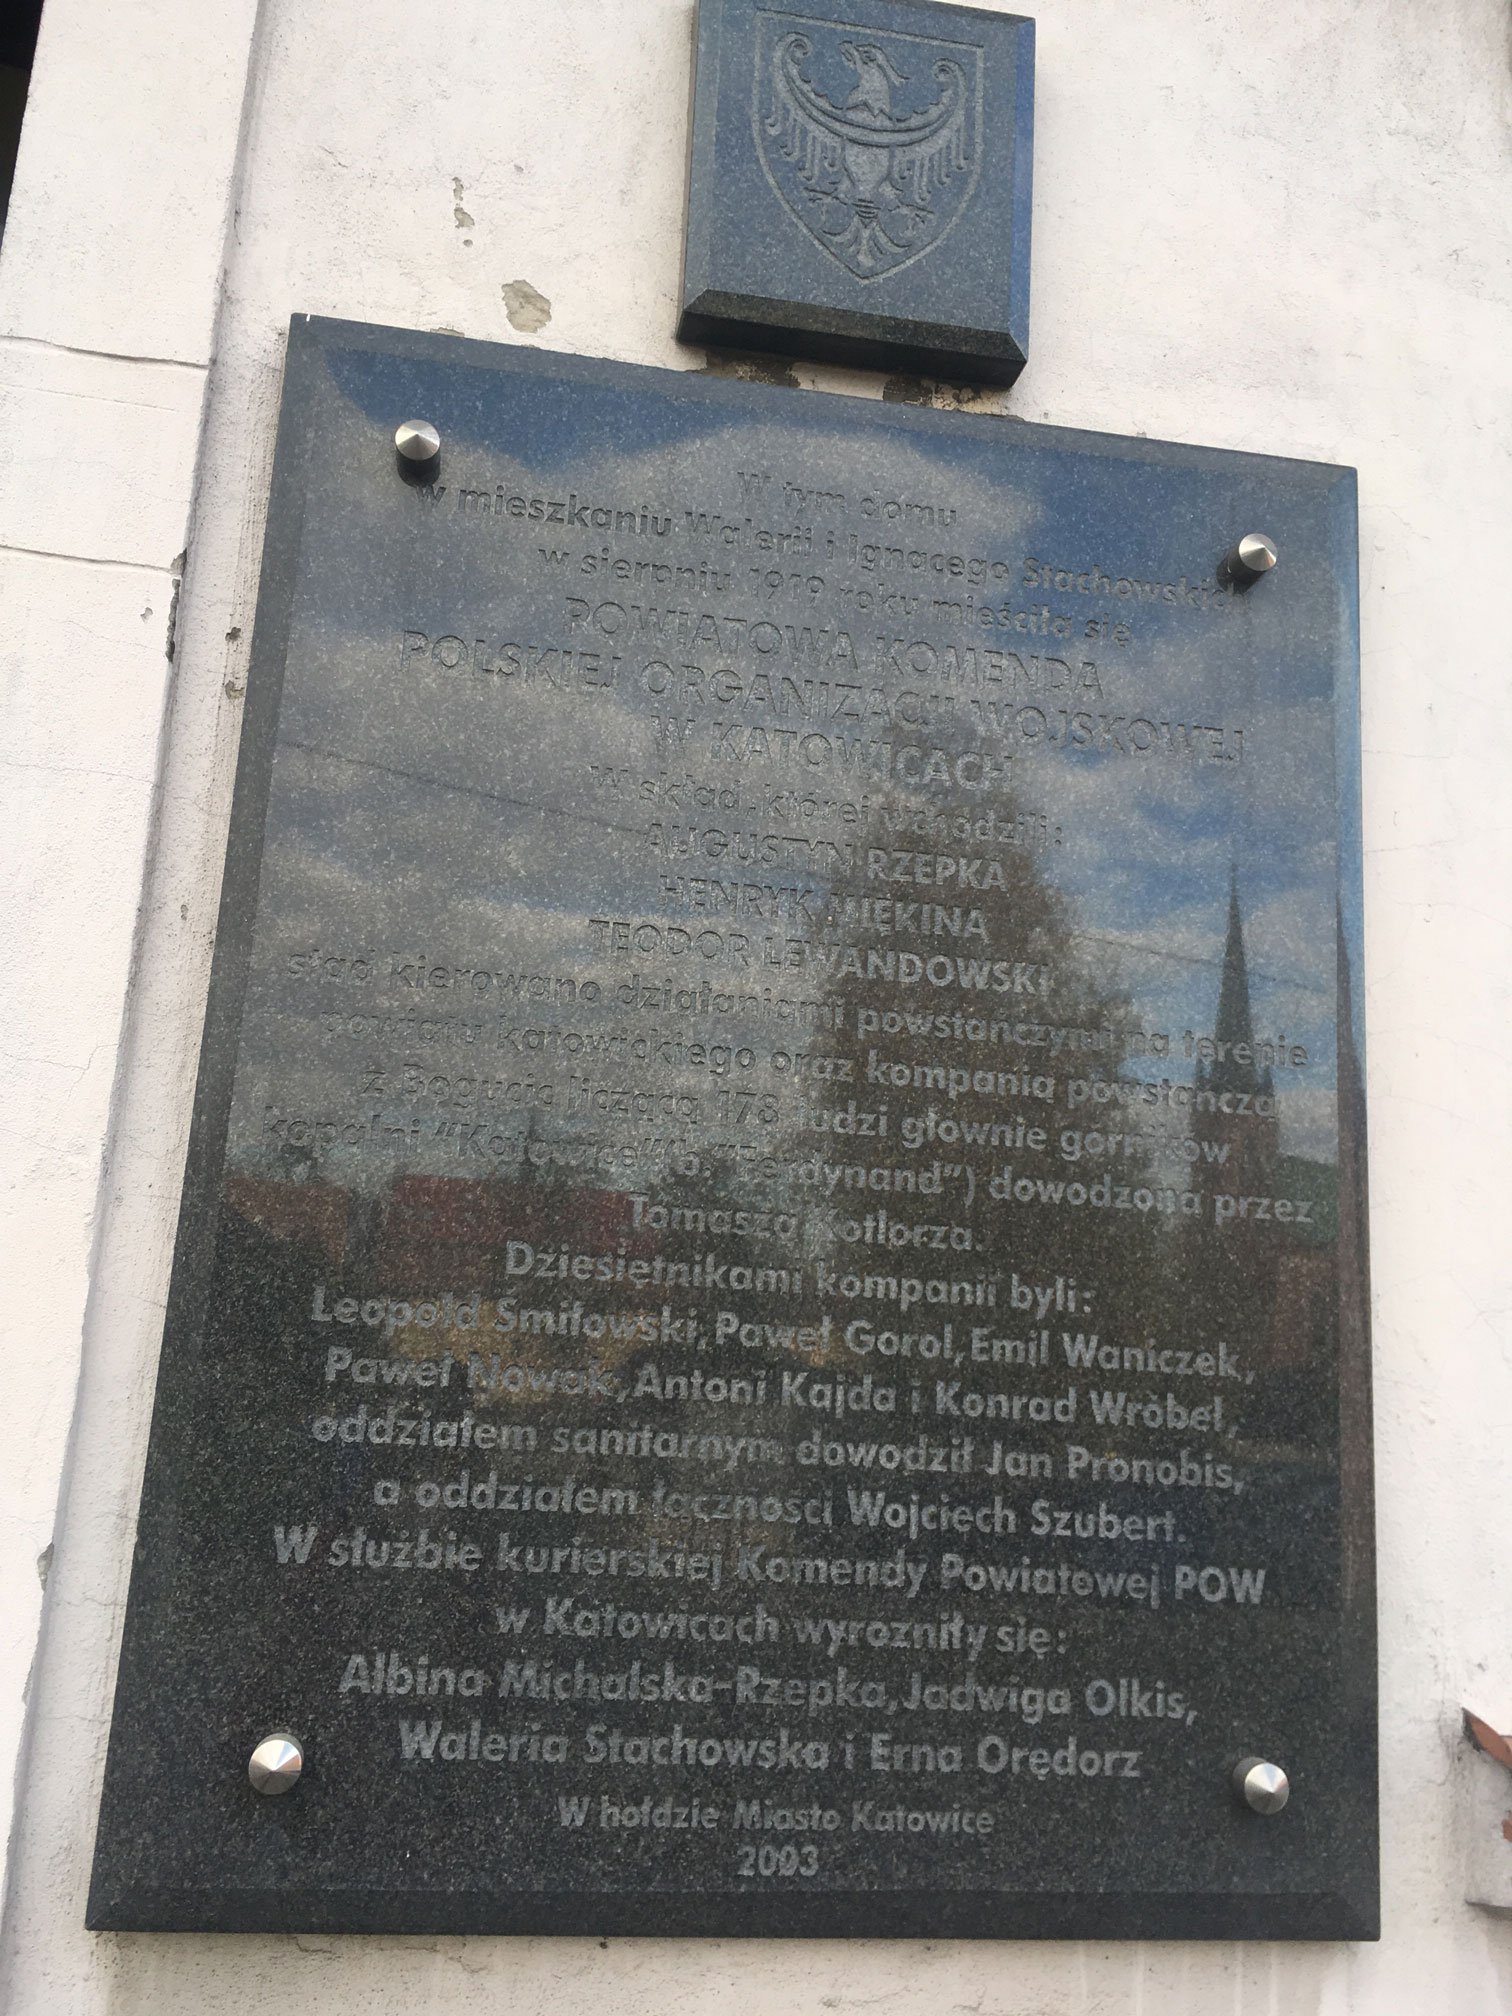 W tym domu
w mieszkaniu Walerii i Ignacego Stachowskich
w sierpniu 1919 roku mieściła się
POWIATOWA KOMENDA
POLSKIEJ ORGANIZACJI WOJSKOWEJ
W KATOWICACH
w skład, której wchodzili:
AUGUSTYN RZEPKA
HENRYK MIĘKINA
TEODOR LEWANDOWSKI
stąd kierowano działaniami powstańczymi na terenie
powiatu katowickiego oraz kompanią powstańczą
z Bogucic liczącą 178 ludzi głównie górników
kopalni "Katowice" (b. "Ferdynand") dowodzoną przez
Tomasza Kotlorza.
Dziesiętnikami kompanii byli:
Leopold Śmiłowski, Paweł Gorol, Emil Waniczek,
Paweł Nowak, Antoni Kajda i Konrad Wróbel,
oddziałem sanitarnym dowodził Jan Pronobis,
a oddziałem łączności Wojciech Szubert.
W służbie kurierskiej Komendy Powiatowej POW
w Katowicach wyróżniły się:
Albina Michalska-Rzepka, Jadwiga Olkis,
Waleria Stachowska i Erna Orędorz
W hołdzie Miasto Katowice
2003